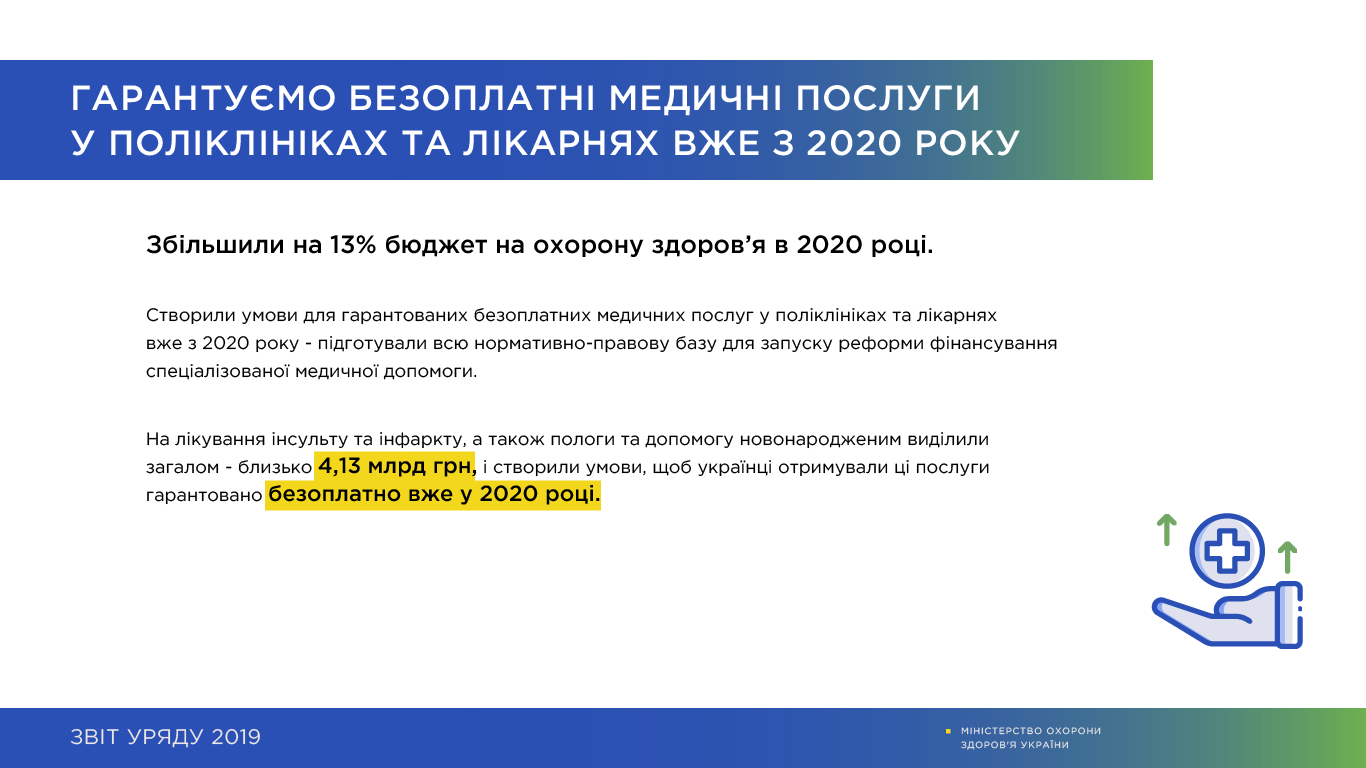 ГАРАНТУЄМО БЕЗОПЛАТНІ МЕДИЧНІ ПОСЛУГИ
У ПОЛІКЛІНІКАХ ТА ЛІКАРНЯХ ВЖЕ З 2020 РОКУ
Збільшили на 13% бюджет на охорону здоров’я в 2020 році.
Створили умови для гарантованих безоплатних медичних послуг у поліклініках та лікарнях
вже з 2020 року - підготували всю нормативно-правову базу для запуску реформи фінансування
спеціалізованої медичної допомоги.
На лікування інсульту та інфаркту, а також пологи та допомогу новонародженим виділили
загалом - близько 4,13 млрд грн, і створили умови, щоб українці отримували ці послуги
гарантовано безоплатно вже у 2020 році.
ЗВІТ УРЯДУ 2019
МІНІСТЕРСТВО ОХОРОНИ
ЗДОРОВ'Я УКРАЇНИ